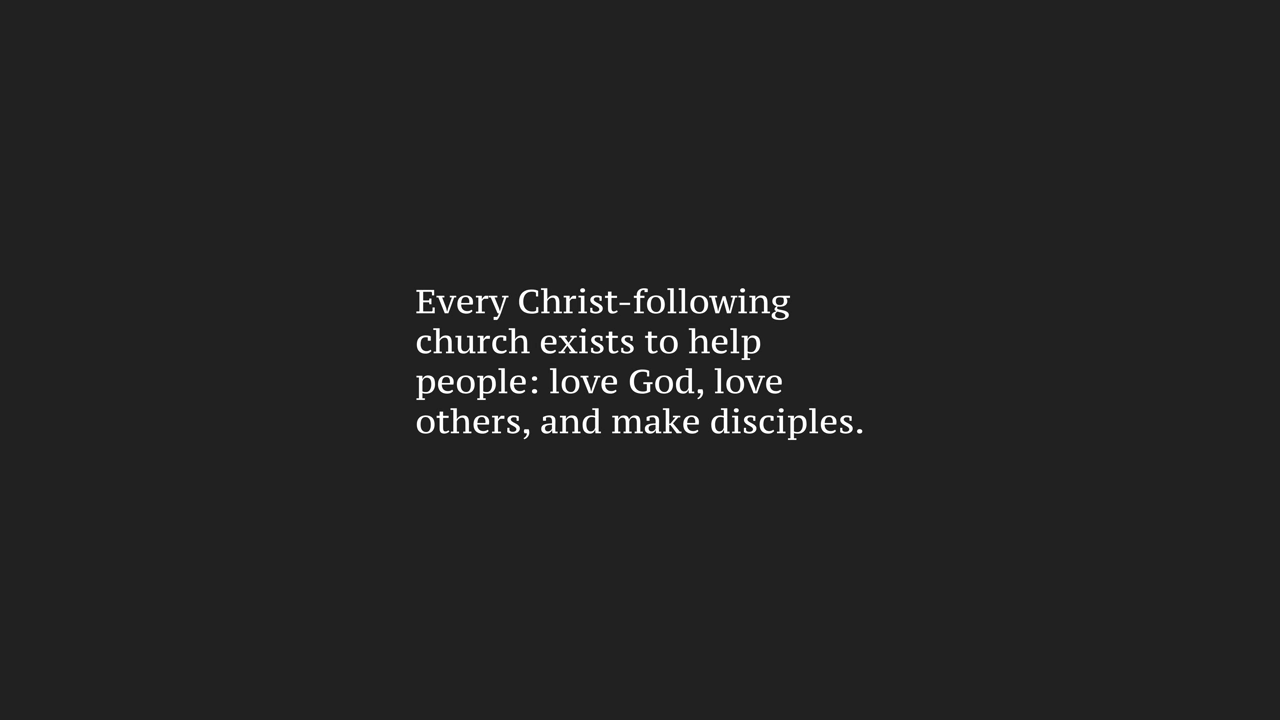 Every Christ-following
church exists to help
people: love God, love
others, and make disciples.